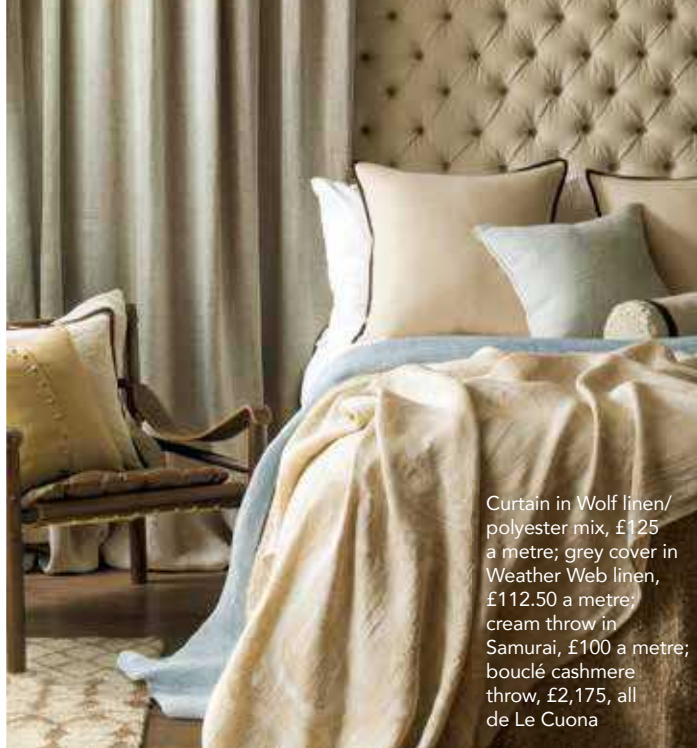 Curtain in Wolf linen/
polyester mix, £125
a metre; grey cover in
Weather Web linen,
£112.50 a metre;
cream throw in
Samurai, £100 a metre;
bouclé cashmere
throw, £2,175, all
de Le Cuona